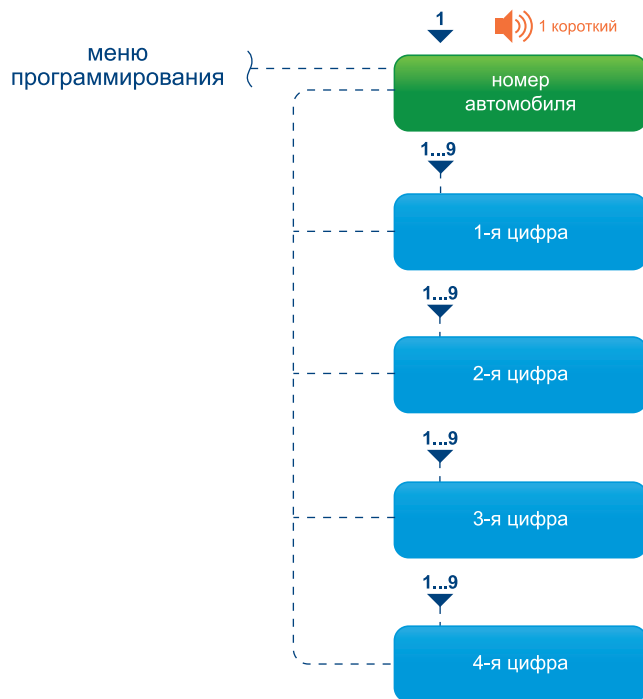 1
1 короткий
меню
программирования
номер
автомобиля
1...9
1-я цифра
1...9
2-я цифра
1...9
3-я цифра
1...9
4-я цифра